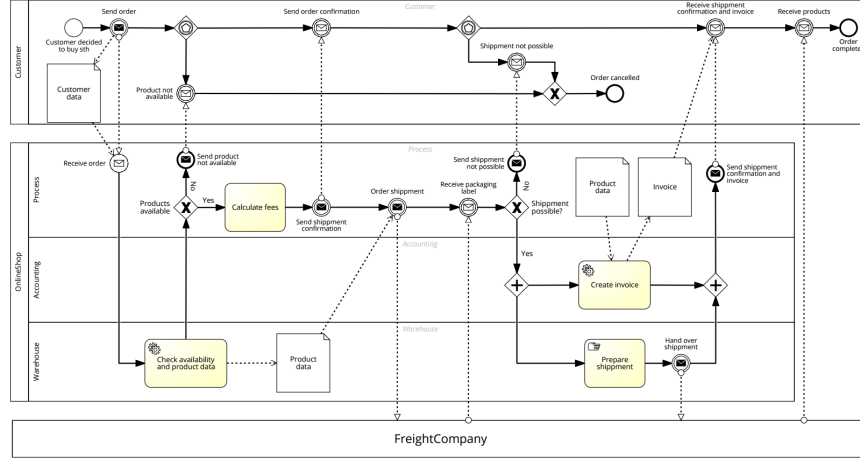 Customer
Customer
Send order
Send order confirmation
Receive shipment
confirmation and invoice
Receive products
Customer decided
to buy sth
Shippment not possible
Order
complete
Customer
data
Product not
available
Order cancelled
OnlineShop
Process
Process
Receive order
Send product
not available
Send shippment
not possible
Send shippment
confirmation and
invoice
No
No
Products
available
Yes
Calculate fees
Send shippment
confirmation
Order shippment
Receive packaging
label
Shippment
possible?
Product
data
Invoice
Accounting
Accounting
Yes
Create invoice
Warehouse
Warehouse
Check availability
and product data
Product
data
Prepare
shippment
Hand over
shippment
FreightCompany